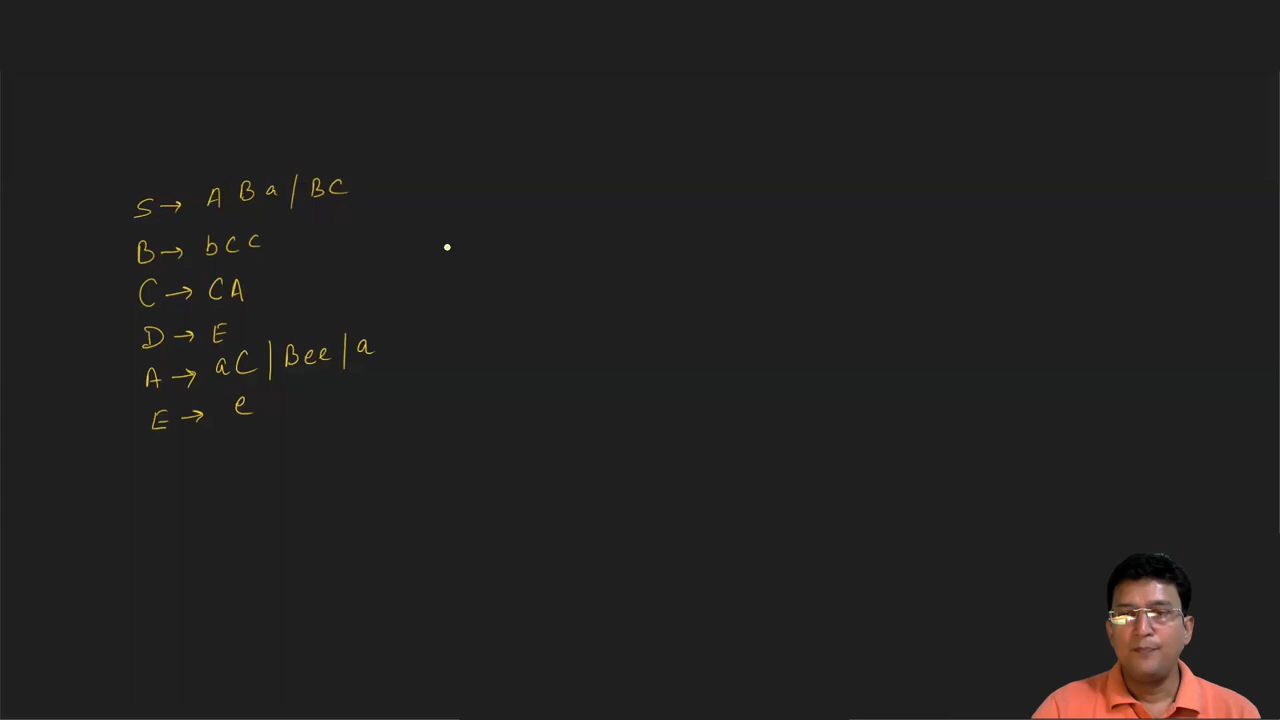 S → A B a / B C
B → b C C
C → C A
D → E
A → a C | B e e | a
E → e